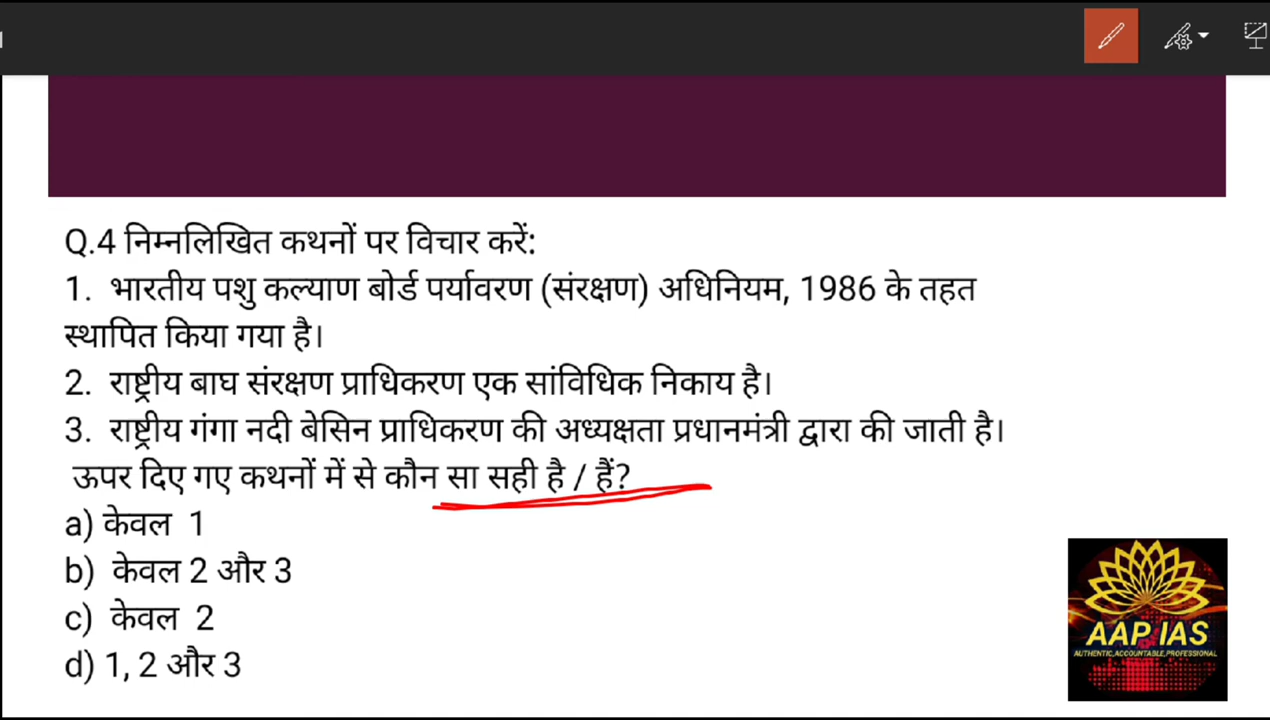 Q.4 निम्नलिखित कथनों पर विचार करें:
1. भारतीय पशु कल्याण बोर्ड पर्यावरण (संरक्षण) अधिनियम, 1986 के तहत
स्थापित किया गया है।
2. राष्ट्रीय बाघ संरक्षण प्राधिकरण एक सांविधिक निकाय है।
3. राष्ट्रीय गंगा नदी बेसिन प्राधिकरण की अध्यक्षता प्रधानमंत्री द्वारा की जाती है।
ऊपर दिए गए कथनों में से कौन सा सही है / हैं?
a) केवल 1
b) केवल 2 और 3
c) केवल 2
d) 1, 2 और 3
AAP IAS
AUTHENTIC,ACCOUNTABLE,PROFESSIONAL